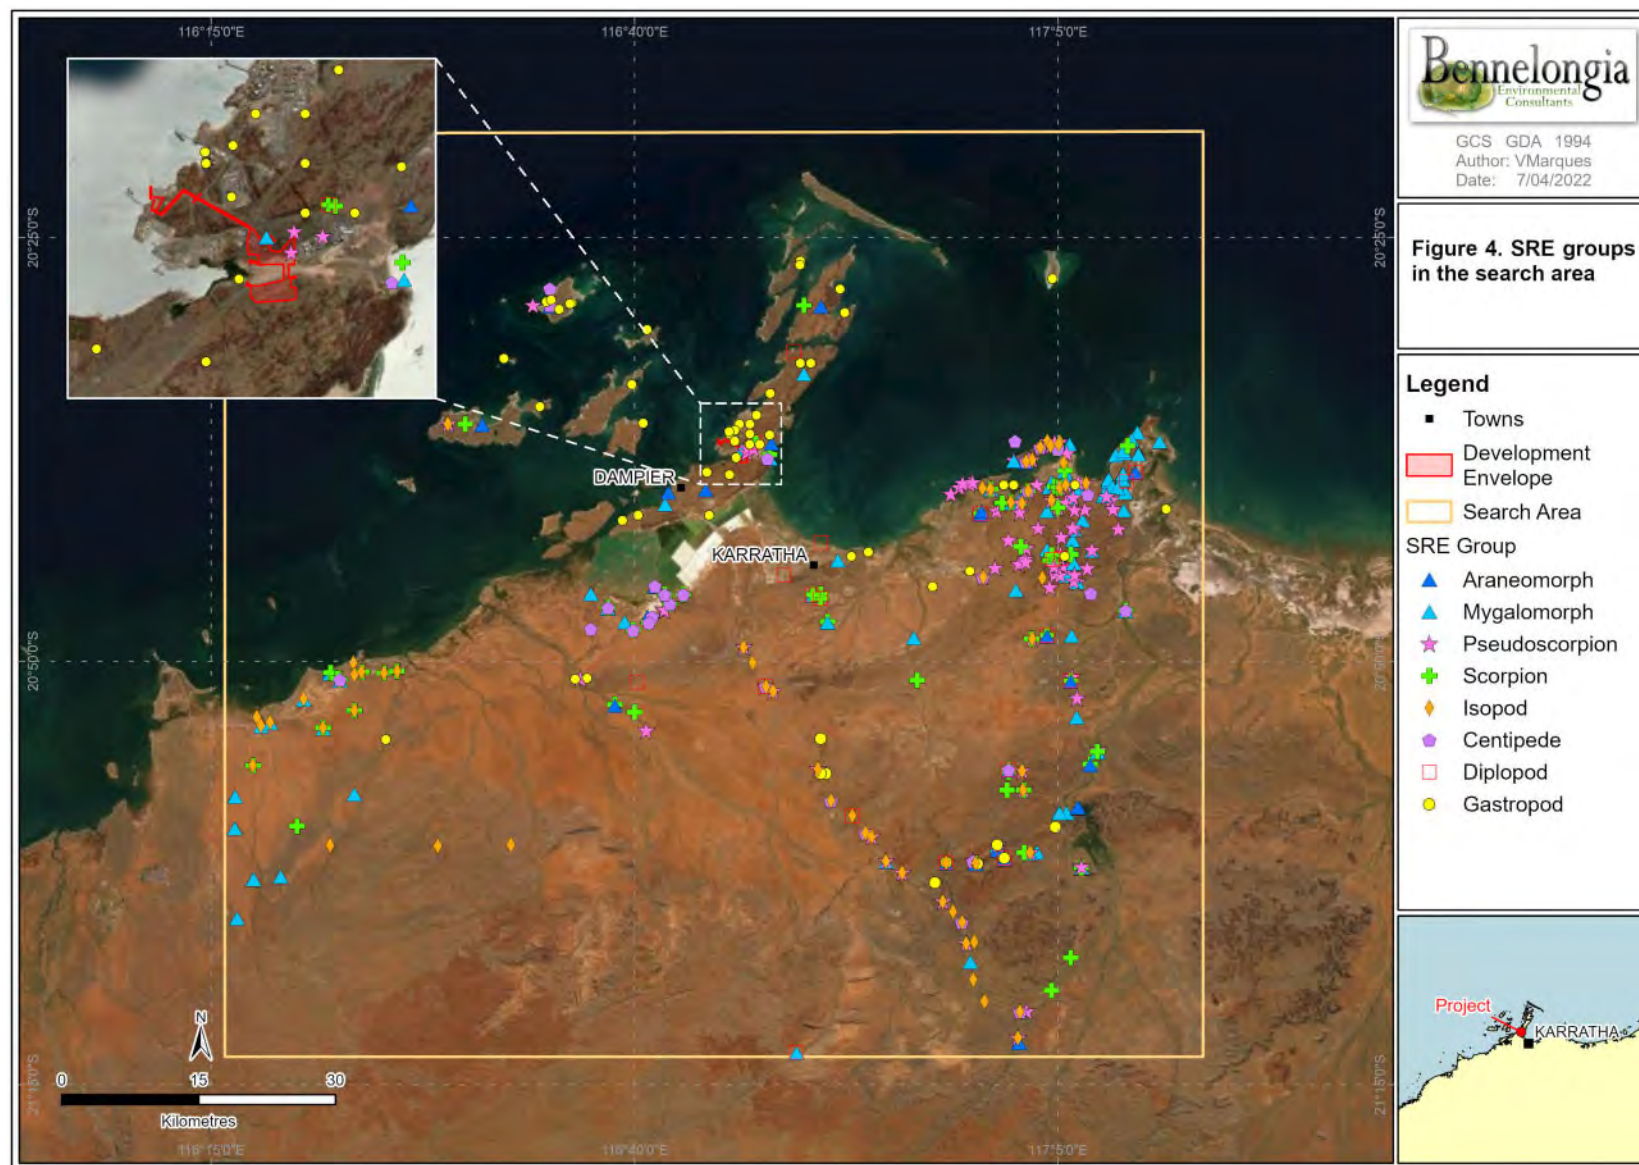 116°15'0"E
116°40'0"E
117°5'0"E
20°25'0"S
20°25'0"S
20°50'0"S
20°50'0"S
21°15'0"S
21°15'0"S
DAMPIER
KARRATHA
N
0 15 30
Kilometres
116°15'0"E
116°40'0"E
117°5'0"E
Bennelongia
Environmental
Consultants
GCS GDA 1994
Author: VMarques
Date: 7/04/2022
Figure 4. SRE groups
in the search area
Legend
Towns
Development
Envelope
Search Area
SRE Group
Araneomorph
Mygalomorph
Pseudoscorpion
Scorpion
Isopod
Centipede
Diplopod
Gastropod
Project
KARRATHA